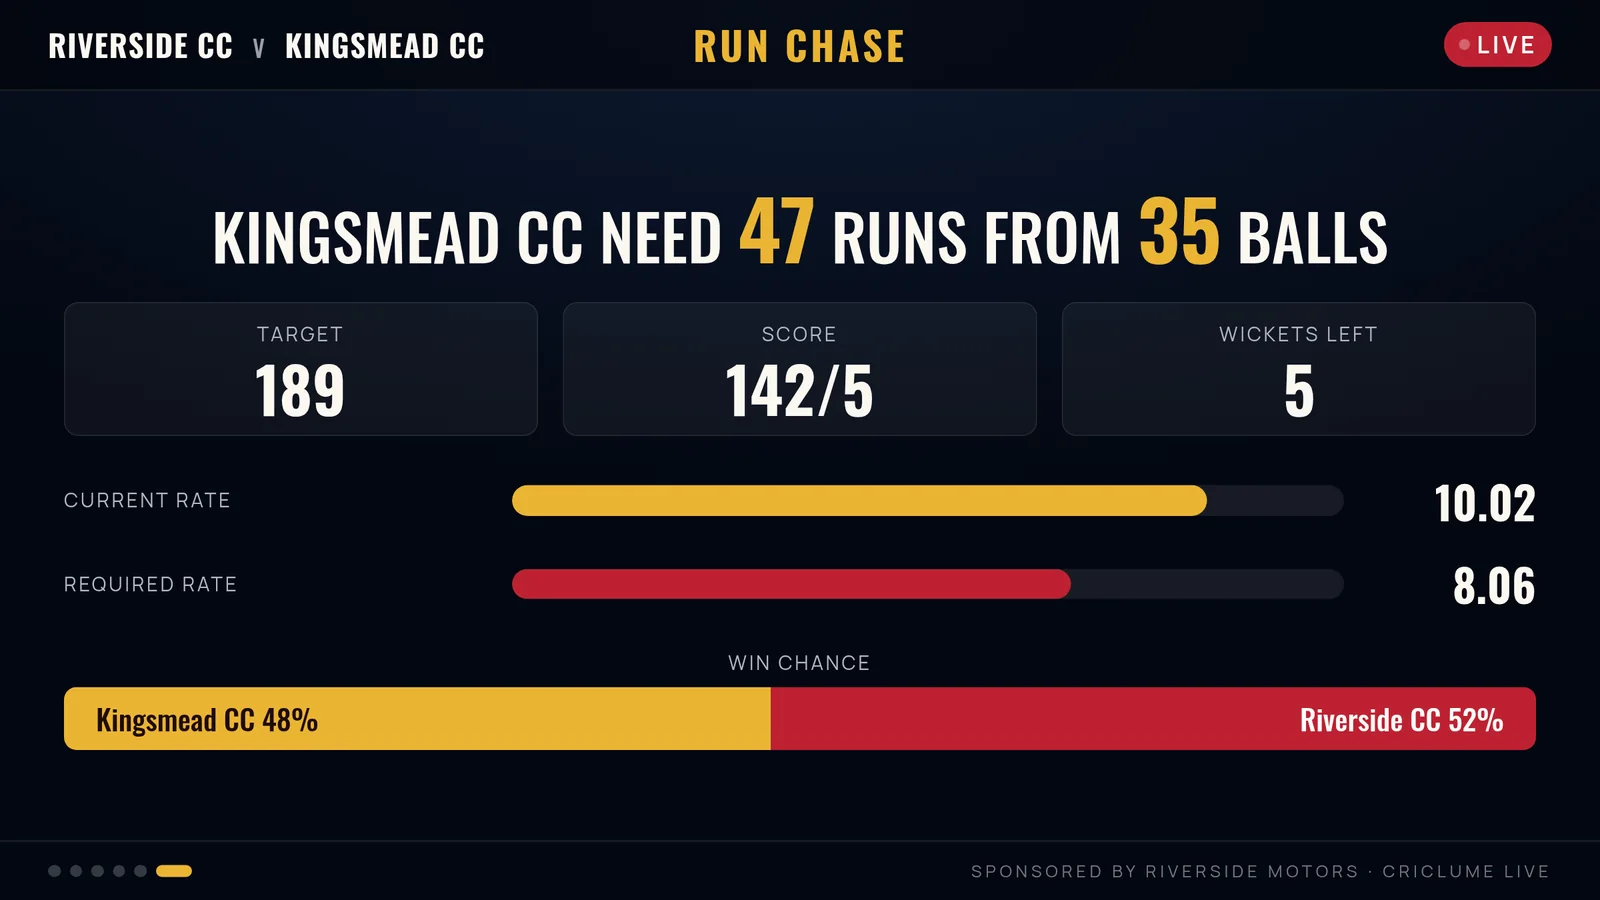 RIVERSIDE CC V KINGSMEAD CC
RUN CHASE
LIVE
KINGSMEAD CC NEED 47 RUNS FROM 35 BALLS
TARGET
189
SCORE
142/5
WICKETS LEFT
5
CURRENT RATE
10.02
REQUIRED RATE
8.06
WIN CHANCE
Kingsmead CC 48%
Riverside CC 52%
SPONSORED BY RIVERSIDE MOTORS · CRICLUME LIVE